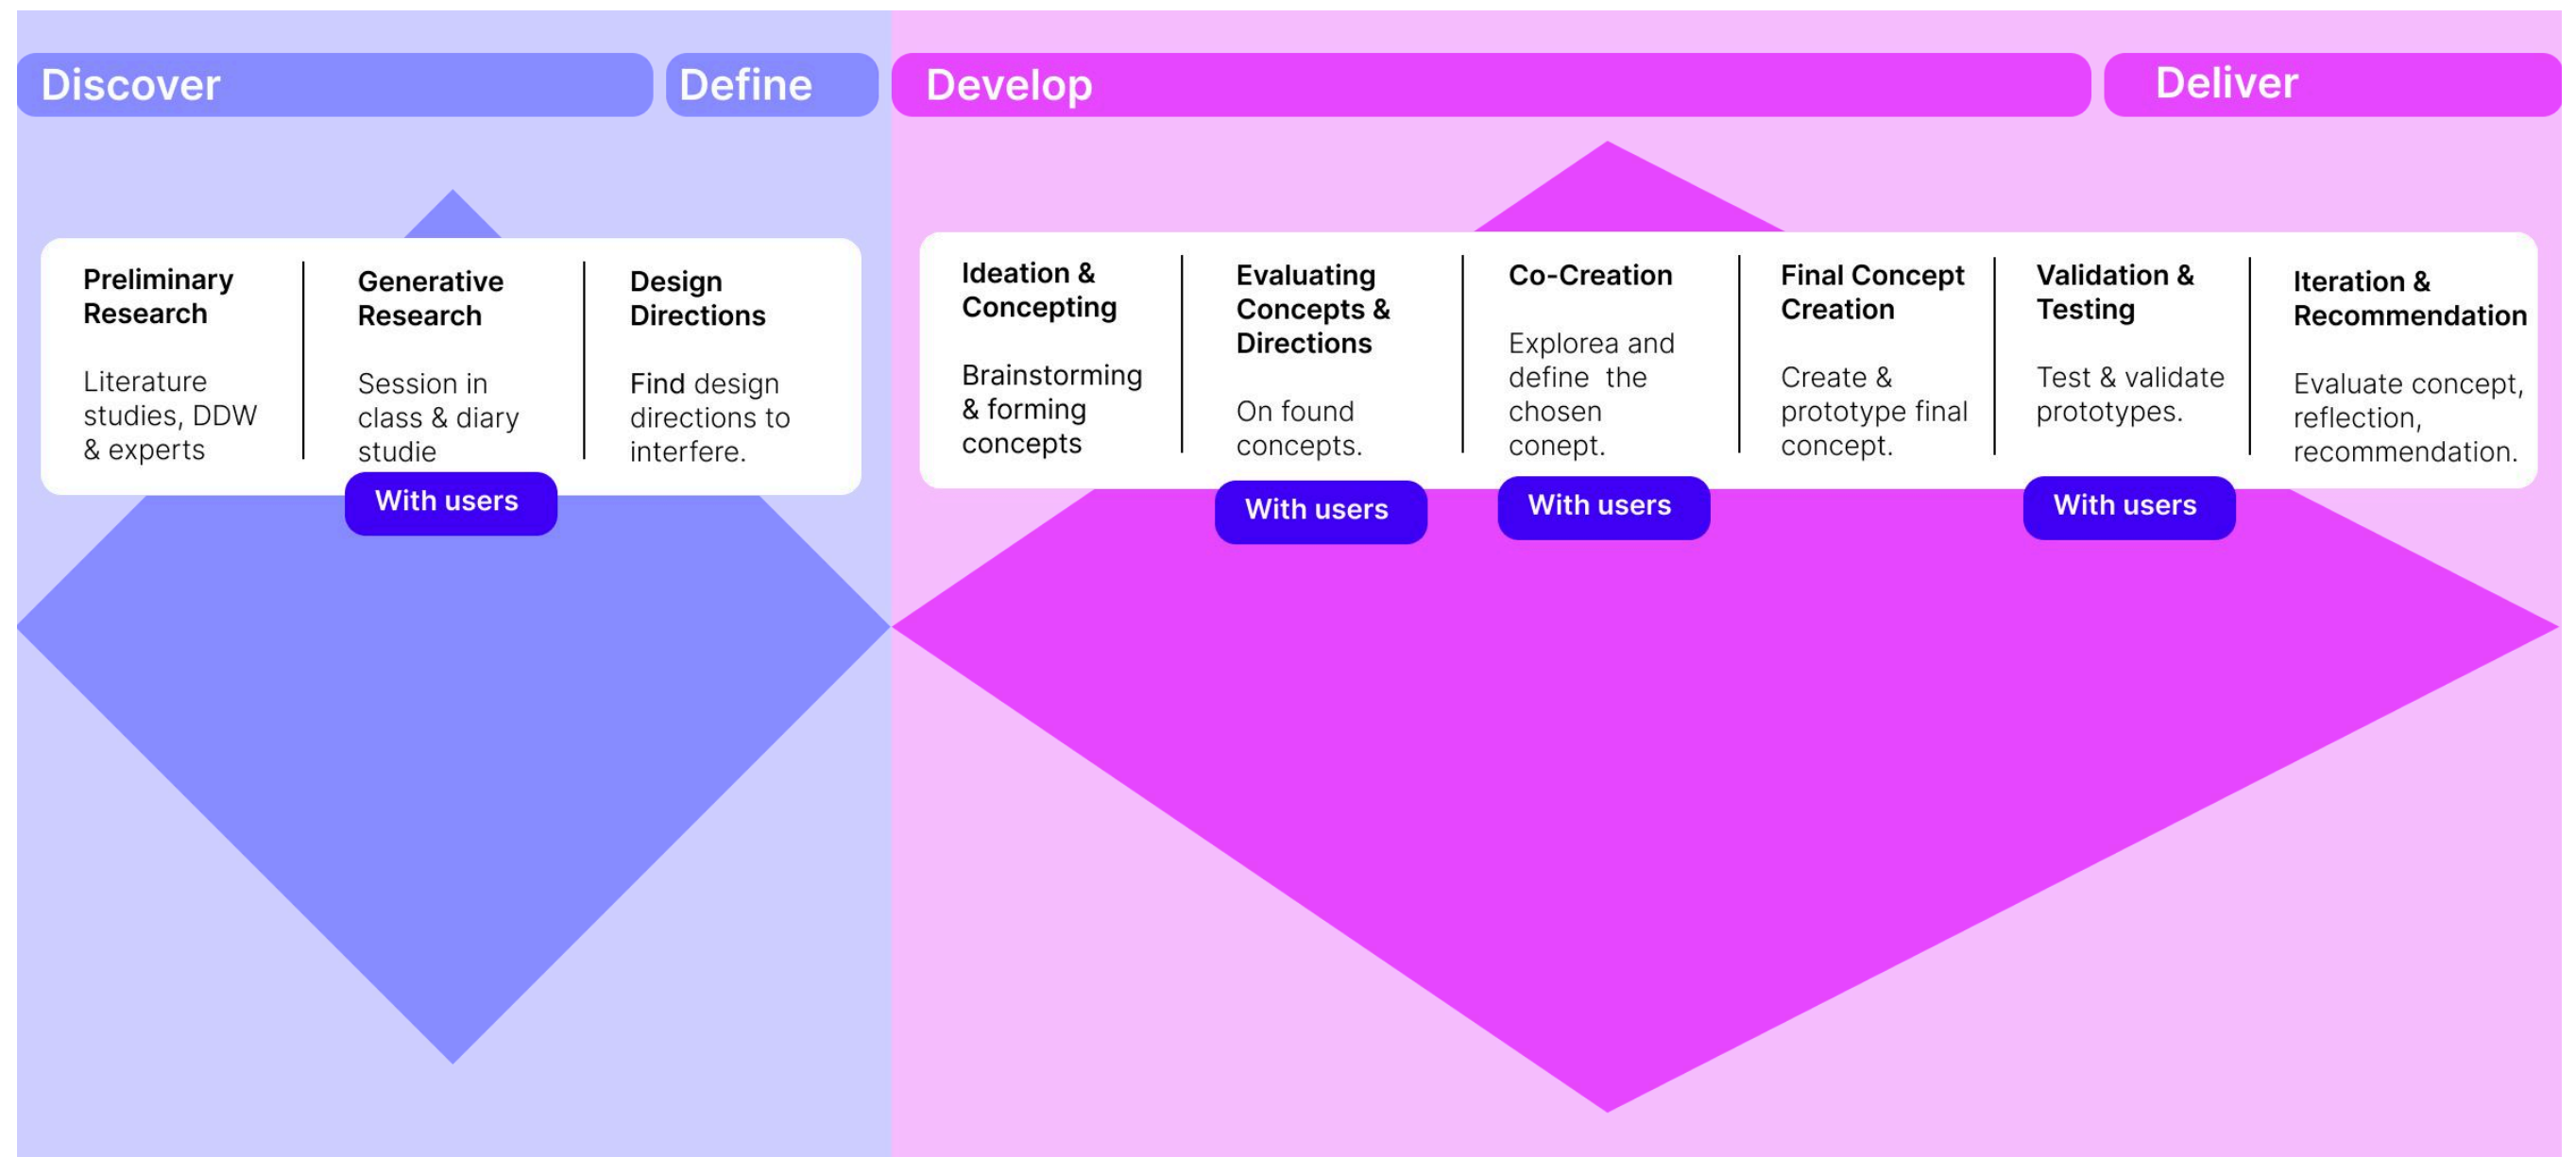 Discover
Define
Develop
Deliver
Preliminary
Research
Literature
studies, DDW
& experts
Generative
Research
Session in
class & diary
studie
With users
Design
Directions
Find design
directions to
interfere.
Ideation &
Concepting
Brainstorming
& forming
concepts
Evaluating
Concepts &
Directions
On found
concepts.
With users
Co-Creation
Explorea and
define  the
chosen
conept.
With users
Final Concept
Creation
Create &
prototype final
concept.
Validation &
Testing
Test & validate
prototypes.
With users
Iteration &
Recommendation
Evaluate concept,
reflection,
recommendation.